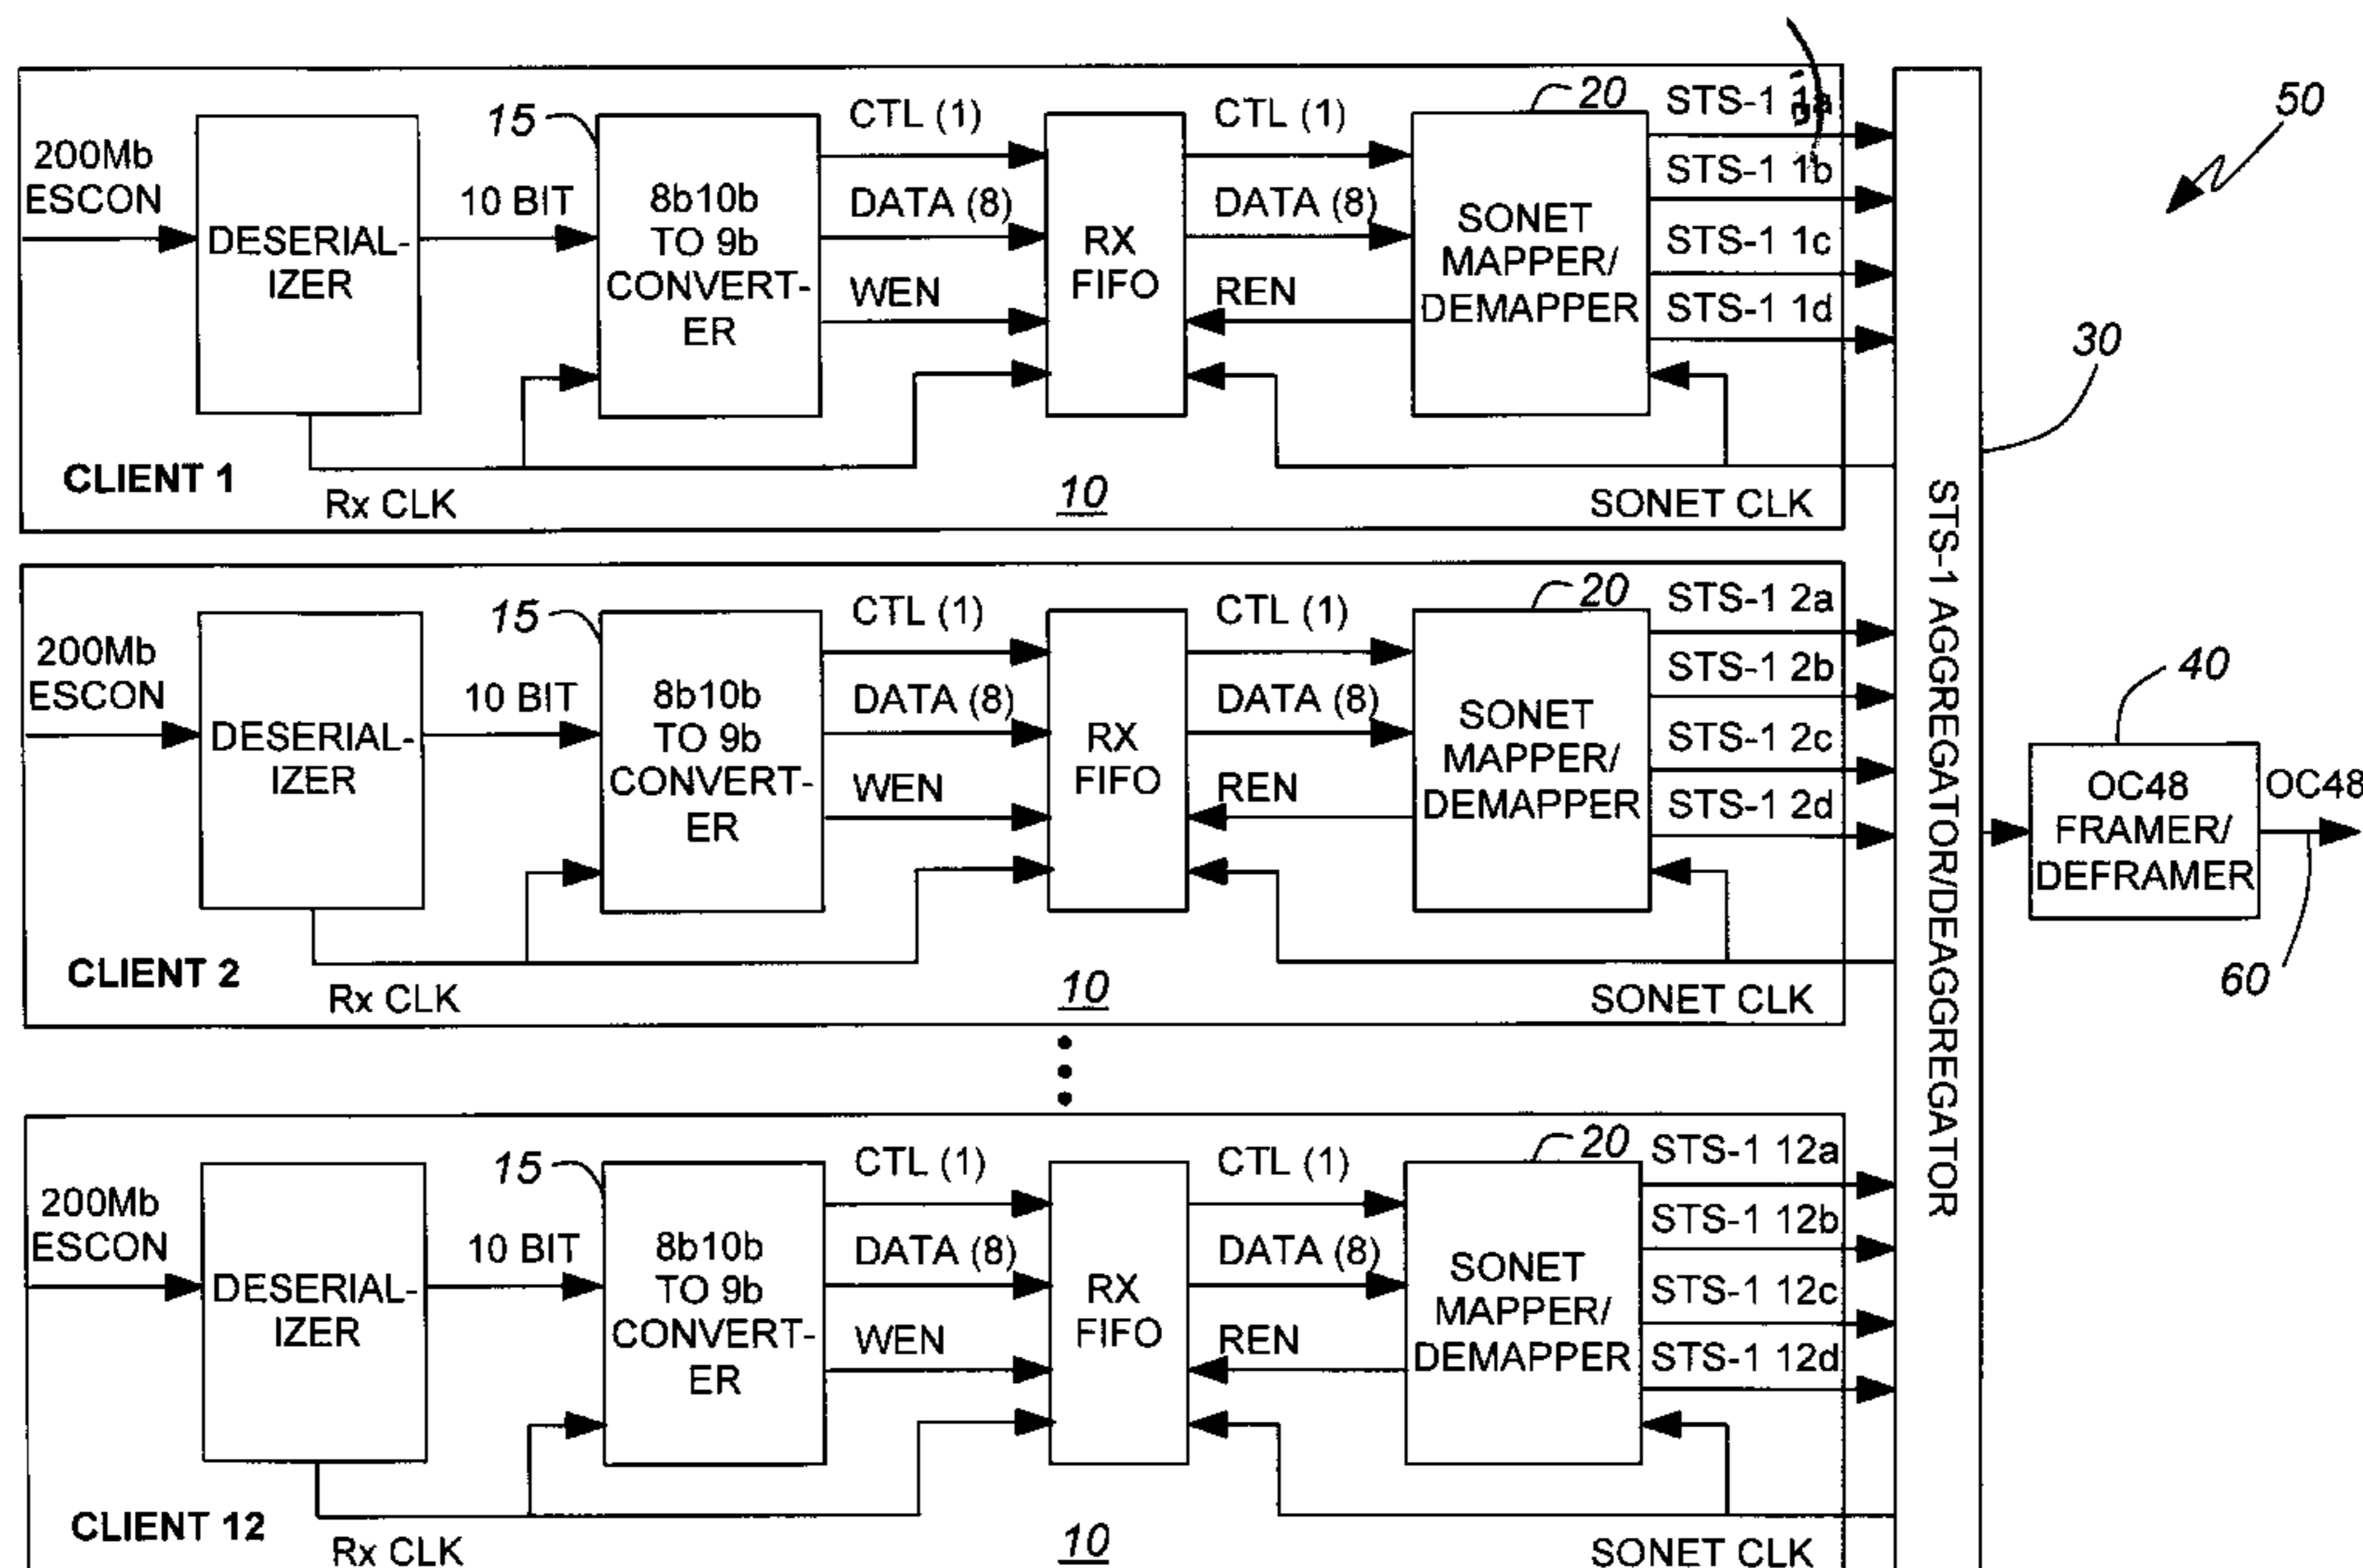 200Mb
ESCON
DESERIAL-
IZER
10 BIT
15
8b10b
TO 9b
CONVERT-
ER
CTL (1)
DATA (8)
WEN
RX
FIFO
CTL (1)
DATA (8)
REN
20
SONET
MAPPER/
DEMAPPER
STS-1 1a
STS-1 1b
STS-1 1c
STS-1 1d
CLIENT 1
Rx CLK
10
SONET CLK
50
30
200Mb
ESCON
DESERIAL-
IZER
10 BIT
15
8b10b
TO 9b
CONVERT-
ER
CTL (1)
DATA (8)
WEN
RX
FIFO
CTL (1)
DATA (8)
REN
20
SONET
MAPPER/
DEMAPPER
STS-1 2a
STS-1 2b
STS-1 2c
STS-1 2d
CLIENT 2
Rx CLK
10
SONET CLK
STS-1 AGGREGATOR/DEAGGREGATOR
40
OC48
FRAMER/
DEFRAMER
OC48
60
200Mb
ESCON
DESERIAL-
IZER
10 BIT
15
8b10b
TO 9b
CONVERT-
ER
CTL (1)
DATA (8)
WEN
RX
FIFO
CTL (1)
DATA (8)
REN
20
SONET
MAPPER/
DEMAPPER
STS-1 12a
STS-1 12b
STS-1 12c
STS-1 12d
CLIENT 12
Rx CLK
10
SONET CLK